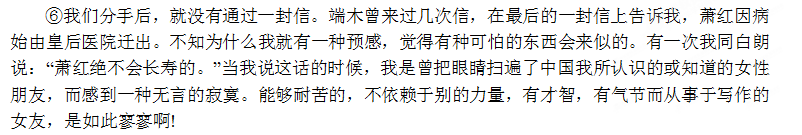 ⑥我们分手后，就没有通过一封信。端木曾来过几次信，在最后的一封信上告诉我，萧红因病
始由皇后医院迁出。不知为什么我就有一种预感，觉得有种可怕的东西会来似的。有一次我同白朗
说：“萧红绝不会长寿的。”当我说这话的时候，我是曾把眼睛扫遍了中国我所认识的或知道的女性
朋友，而感到一种无言的寂寞。能够耐苦的，不依赖于别的力量，有才智，有气节而从事于写作的
女友，是如此寥寥啊!